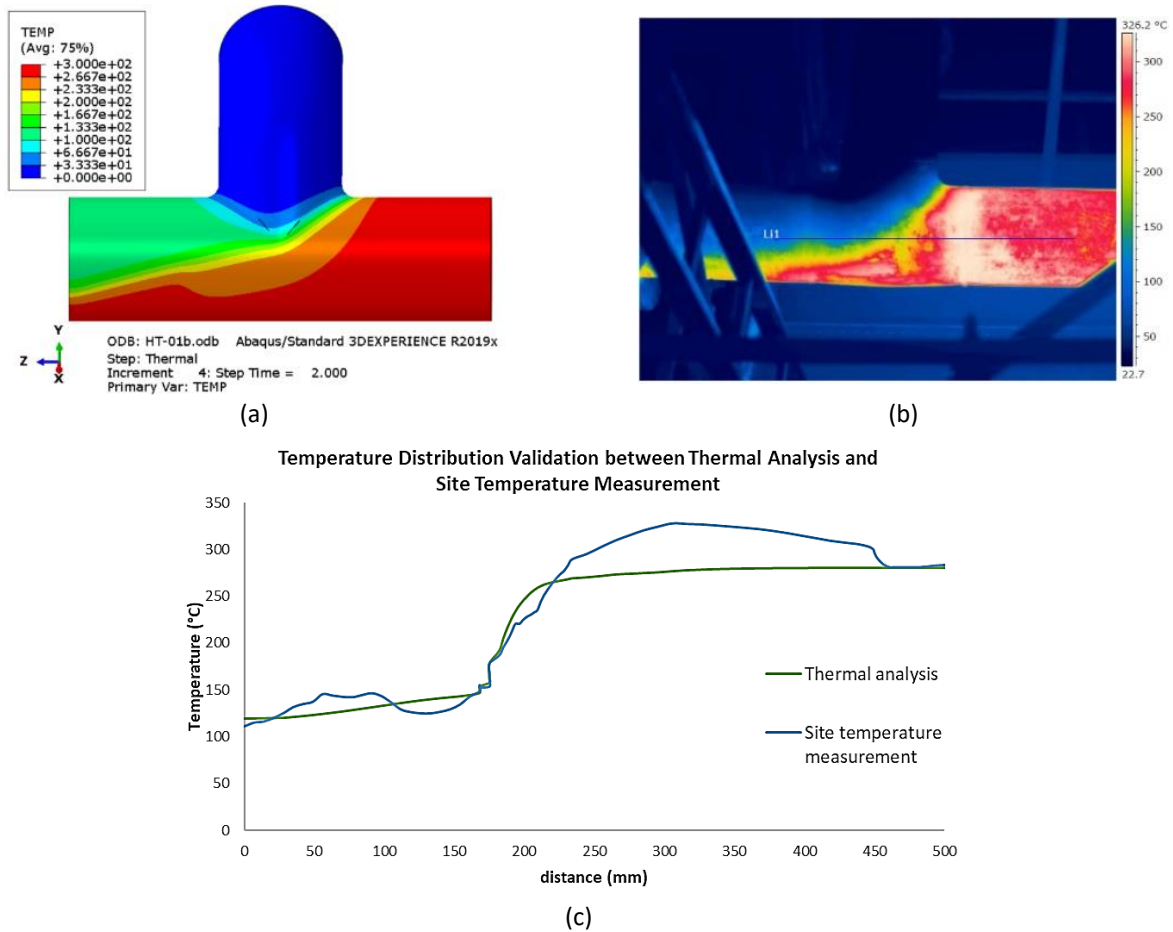 TEMP
(Avg: 75%)
+3.000e+02
+2.667e+02
+2.333e+02
+2.000e+02
+1.667e+02
+1.333e+02
+1.000e+02
+6.667e+01
+3.333e+01
+0.000e+00
Y
Z
X
ODB: HT-01b.odb Abaqus/Standard 3DEXPERIENCE R2019x
Step: Thermal
Increment 4: Step Time = 2.000
Primary Var: TEMP
(a)
326.2 °C
300
250
200
150
100
50
22.7
Li1
(b)
Temperature Distribution Validation between Thermal Analysis and
Site Temperature Measurement
Temperature (°C)
350
300
250
200
150
100
50
0
0 50 100 150 200 250 300 350 400 450 500
distance (mm)
Thermal analysis
Site temperature
measurement
(c)